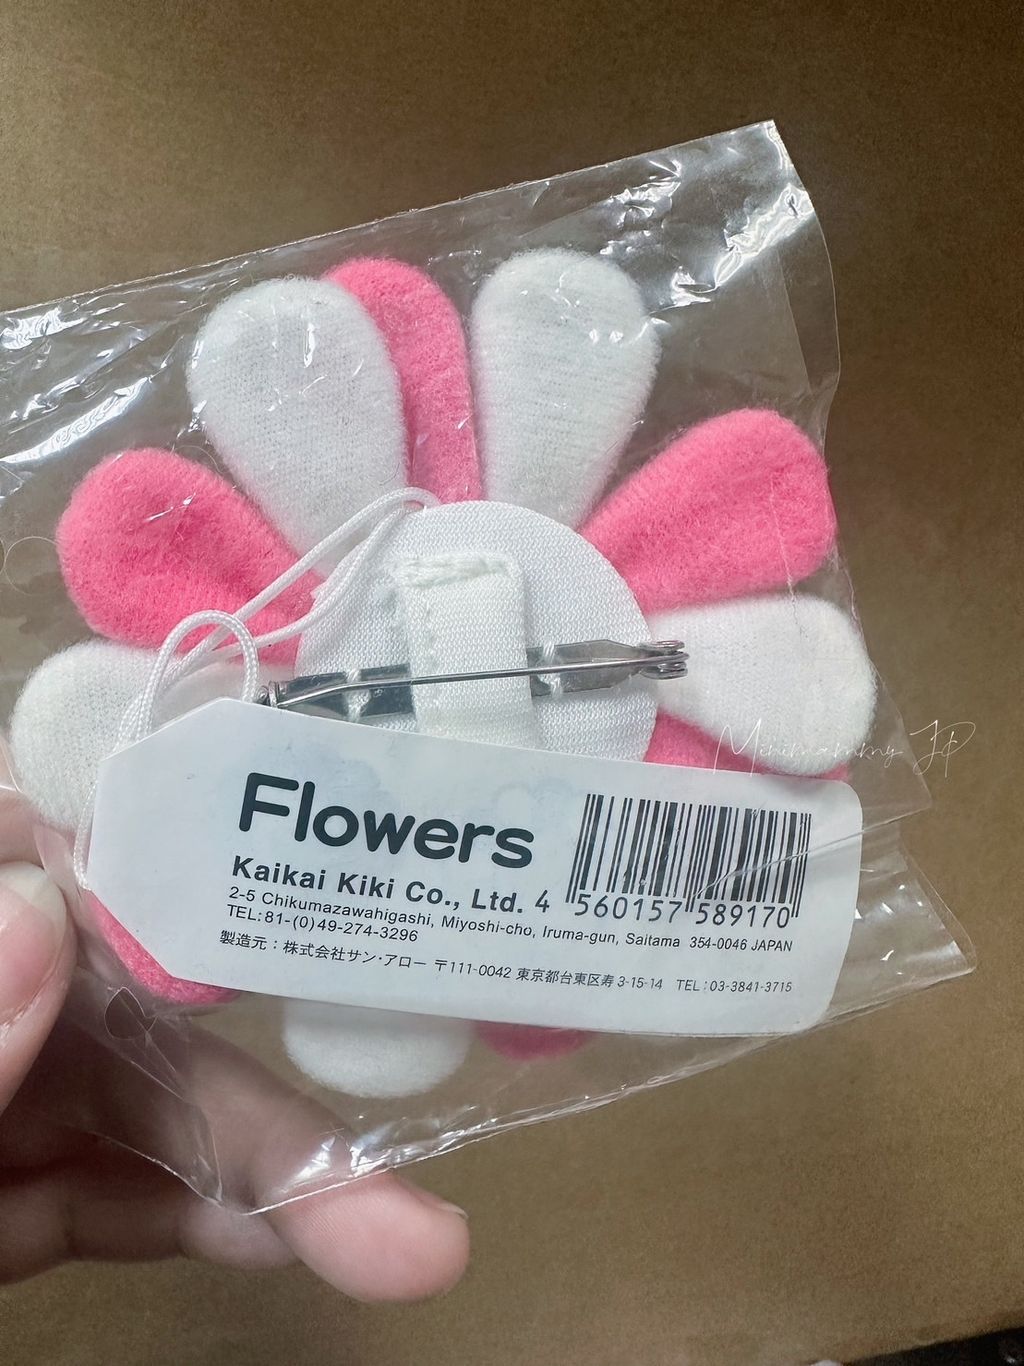 Flowers
Kaikai Kiki Co., Ltd.
2-5 Chikumazawahigashi, Miyoshi-cho, Iruma-gun, Saitama 354-0046 JAPAN
TEL:81-(0)49-274-3296
製造元：株式会社サン・アロー 〒111-0042 東京都台東区寿 3-15-14 TEL:03-3841-3715
4 560157 589170
Minimammy JP